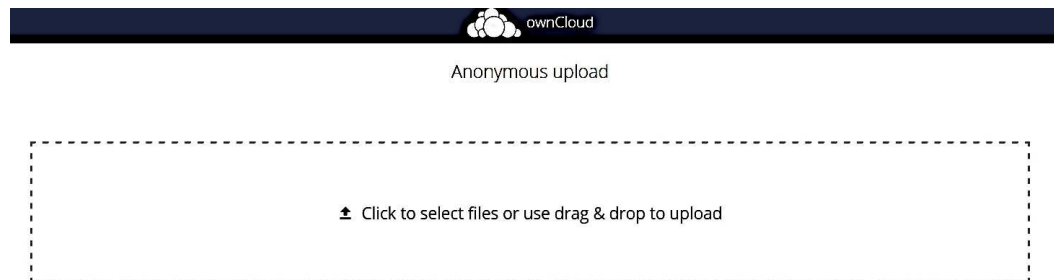 ownCloud
Anonymous upload
Click to select files or use drag & drop to upload